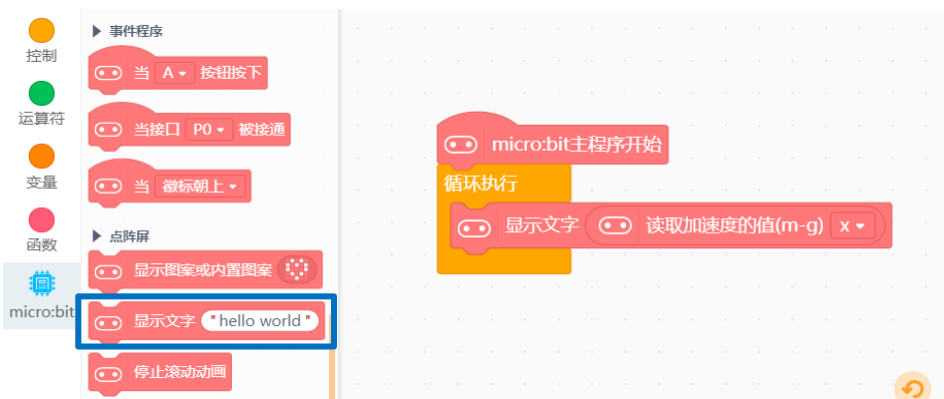 控制
运算符
变量
函数
micro:bit
事件程序
当 A 按钮按下
当接口 P0 被接通
当 徽标朝上
点阵屏
显示图案或内置图案
显示文字 "hello world"
停止滚动动画
micro:bit主程序开始
循环执行
显示文字 读取加速度的值(m-g) x